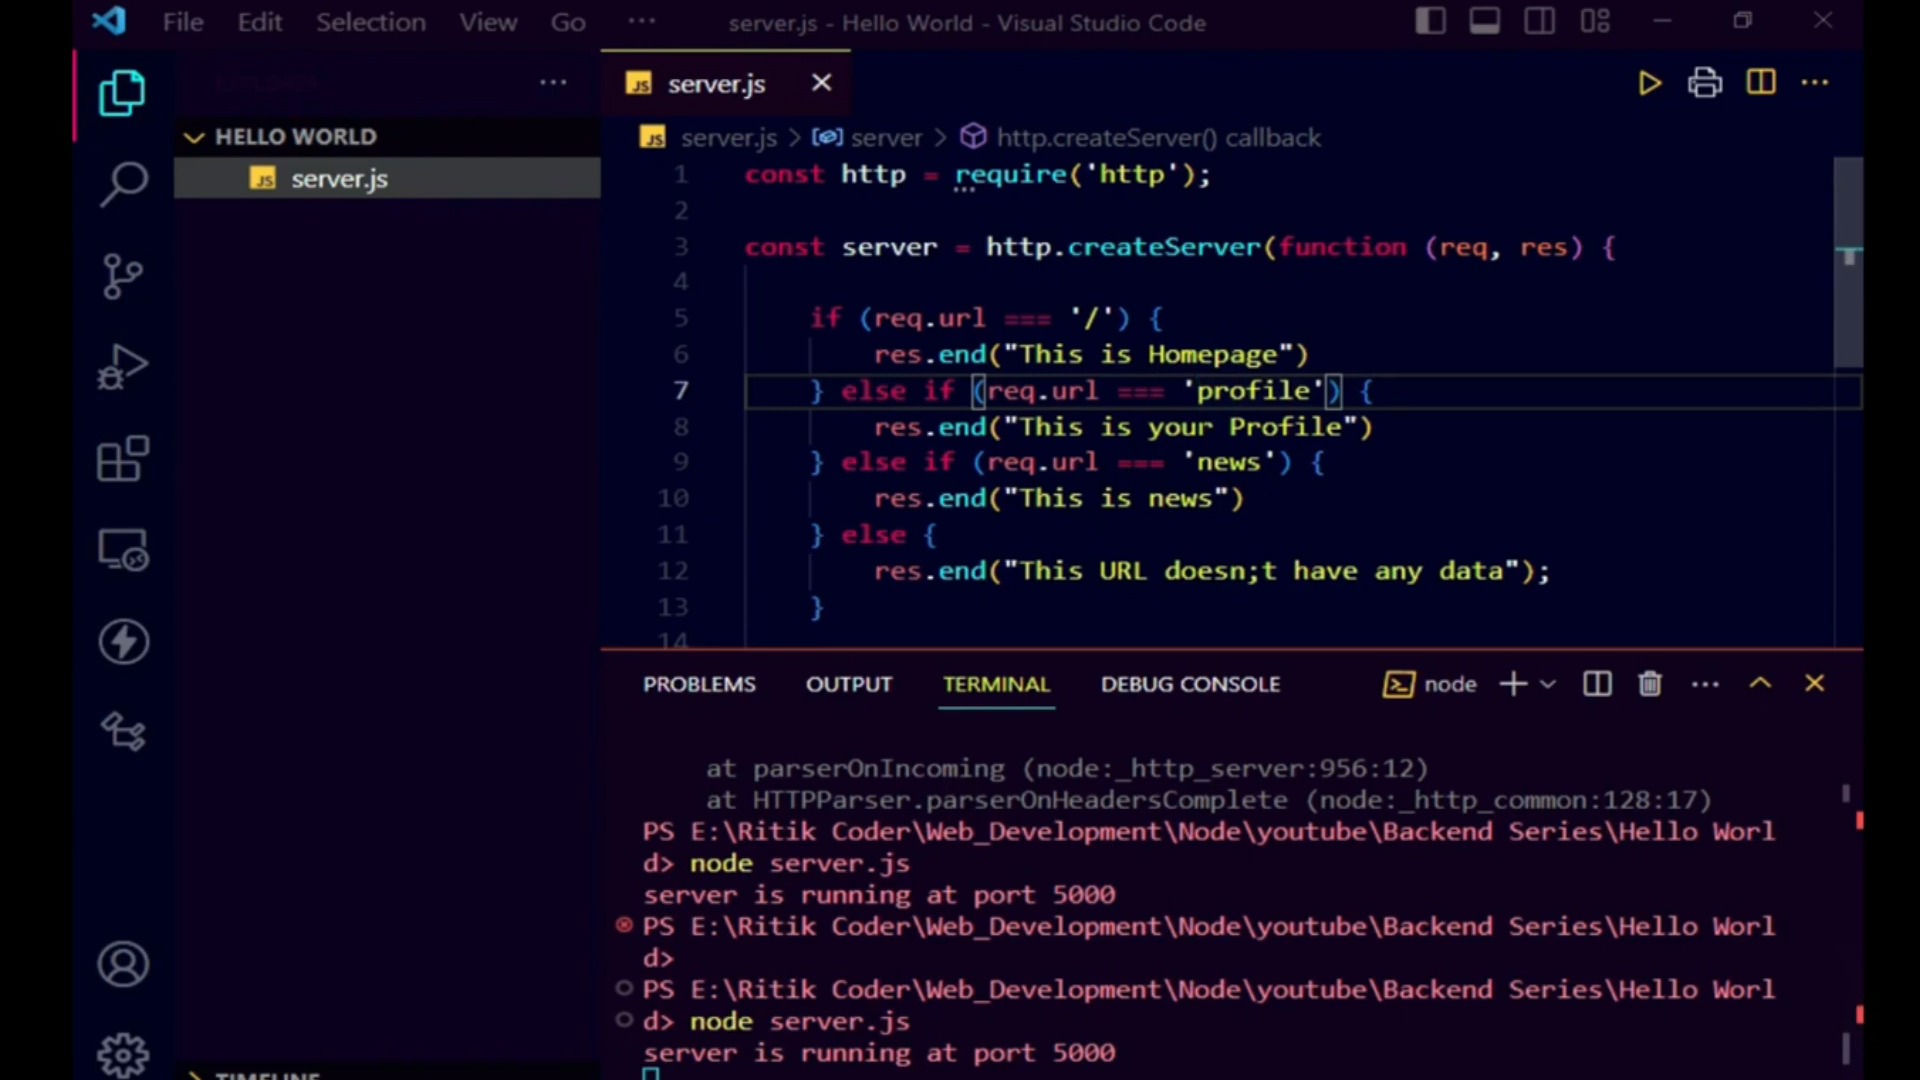 File Edit Selection View Go ··· server.js - Hello World - Visual Studio Code
server.js
HELLO WORLD
server.js
server.js > server > http.createServer() callback
1 const http = require('http');
2
3 const server = http.createServer(function (req, res) {
4
5 if (req.url === '/') {
6 res.end("This is Homepage")
7 } else if (req.url === 'profile') {
8 res.end("This is your Profile")
9 } else if (req.url === 'news') {
10 res.end("This is news")
11 } else {
12 res.end("This URL doesn;t have any data");
13 }
14
PROBLEMS OUTPUT TERMINAL DEBUG CONSOLE node
at parserOnIncoming (node:_http_server:956:12)
at HTTPParser.parserOnHeadersComplete (node:_http_common:128:17)
PS E:\Ritik Coder\Web_Development\Node\youtube\Backend Series\Hello Worl
d> node server.js
server is running at port 5000
PS E:\Ritik Coder\Web_Development\Node\youtube\Backend Series\Hello Worl
d>
PS E:\Ritik Coder\Web_Development\Node\youtube\Backend Series\Hello Worl
d> node server.js
server is running at port 5000
TIMELINE